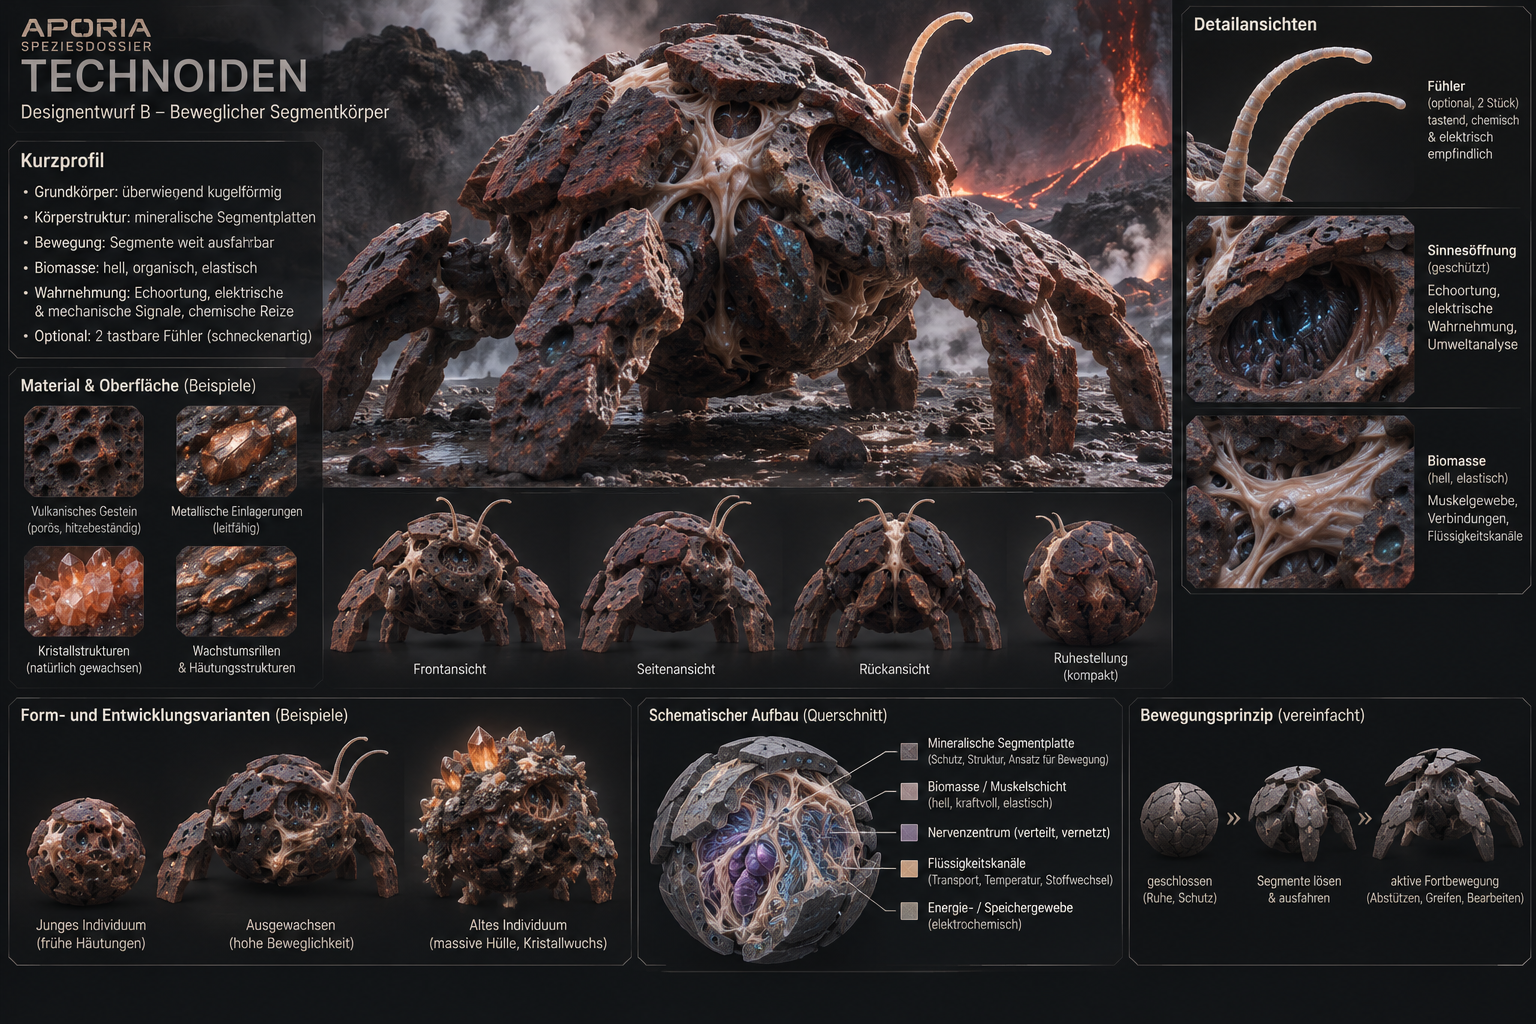 APORIA
SPEZIESDOSSIER
TECHNOIDEN
Designentwurf B – Beweglicher Segmentkörper
Kurzprofil
• Grundkörper: überwiegend kugelförmig
• Körperstruktur: mineralische Segmentplatten
• Bewegung: Segmente weit ausfahrbar
• Biomasse: hell, organisch, elastisch
• Wahrnehmung: Echoortung, elektrische
& mechanische Signale, chemische Reize
• Optional: 2 tastbare Fühler (schneckenartig)
Material & Oberfläche (Beispiele)
Vulkanisches Gestein
(porös, hitzebeständig)
Metallische Einlagerungen
(leitfähig)
Kristallstrukturen
(natürlich gewachsen)
Wachstumsrillen
& Häutungsstrukturen
Frontansicht
Seitenansicht
Rückansicht
Ruhestellung
(kompakt)
Detailansichten
Fühler
(optional, 2 Stück)
tastend, chemisch
& elektrisch
empfindlich
Sinnesöffnung
(geschützt)
Echoortung,
elektrische
Wahrnehmung,
Umweltanalyse
Biomasse
(hell, elastisch)
Muskelgewebe,
Verbindungen,
Flüssigkeitskanäle
Form- und Entwicklungsvarianten (Beispiele)
Junges Individuum
(frühe Häutungen)
Ausgewachsen
(hohe Beweglichkeit)
Altes Individuum
(massive Hülle, Kristallwuchs)
Schematischer Aufbau (Querschnitt)
Mineralische Segmentplatte
(Schutz, Struktur, Ansatz für Bewegung)
Biomasse / Muskelschicht
(hell, kraftvoll, elastisch)
Nervenzentrum (verteilt, vernetzt)
Flüssigkeitskanäle
(Transport, Temperatur, Stoffwechsel)
Energie- / Speichergewebe
(elektrochemisch)
Bewegungsprinzip (vereinfacht)
geschlossen
(Ruhe, Schutz)
Segmente lösen
& ausfahren
aktive Fortbewegung
(Abstützen, Greifen, Bearbeiten)